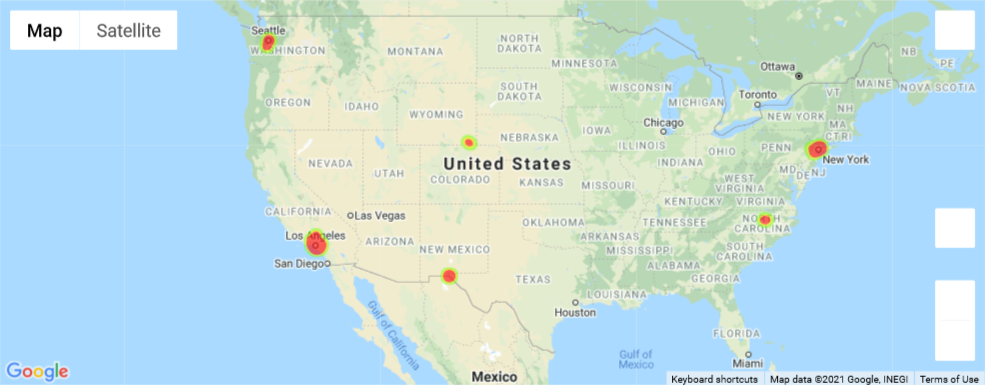 Map Satellite
Seattle
WASHINGTON
MONTANA
NORTH
DAKOTA
MINNESOTA
Ottawa
NB
PE
MAINE
NOVA SCOTIA
OREGON
IDAHO
WYOMING
SOUTH
DAKOTA
WISCONSIN
MICHIGAN
Toronto
VT
NH
NEW YORK
MA
CT RI
Chicago
NEBRASKA
IOWA
ILLINOIS
INDIANA
OHIO
PENN
New York
NEVADA
UTAH
United States
COLORADO
KANSAS
MISSOURI
WEST
VIRGINIA
MD
DE
NJ
KENTUCKY
VIRGINIA
CALIFORNIA
Las Vegas
OKLAHOMA
TENNESSEE
NORTH
CAROLINA
Los Angeles
ARIZONA
NEW MEXICO
ARKANSAS
MISSISSIPPI
SOUTH
CAROLINA
San Diego
TEXAS
ALABAMA
GEORGIA
LOUISIANA
Houston
Gulf of
California
FLORIDA
Gulf of
Mexico
Miami
Mexico
Google
Keyboard shortcuts Map data ©2021 Google, INEGI Terms of Use